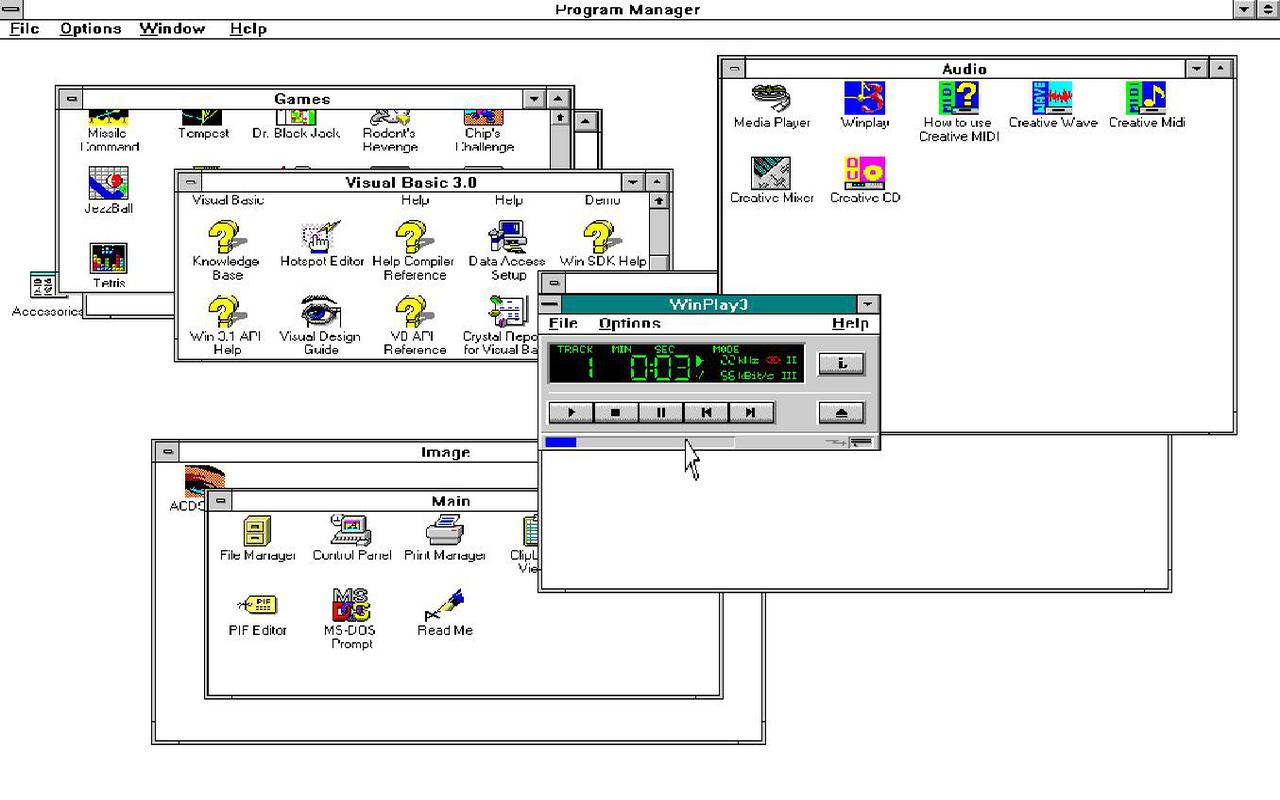 Program Manager
File Options Window Help
Games
Missile Command
Tempest
Dr. Black Jack
Rodent's Revenge
Chip's Challenge
JezzBall
Tetris
Accessories
Visual Basic 3.0
Visual Basic
Help
Help
Demo
Knowledge Base
Hotspot Editor
Help Compiler Reference
Data Access Setup
Win SDK Help
Win 3.1 API Help
Visual Design Guide
VB API Reference
Crystal Repo
for Visual Ba
Audio
Media Player
Winplay
How to use Creative MIDI
Creative Wave
Creative Midi
Creative Mixer
Creative CD
WinPlay3
File Options Help
TRACK MIN SEC MODE
1 0:03 22 kHz II
56 kBit/s III
i
Image
ACDS
Main
File Manager
Control Panel
Print Manager
ClipB
Vie
PIF Editor
MS-DOS Prompt
Read Me